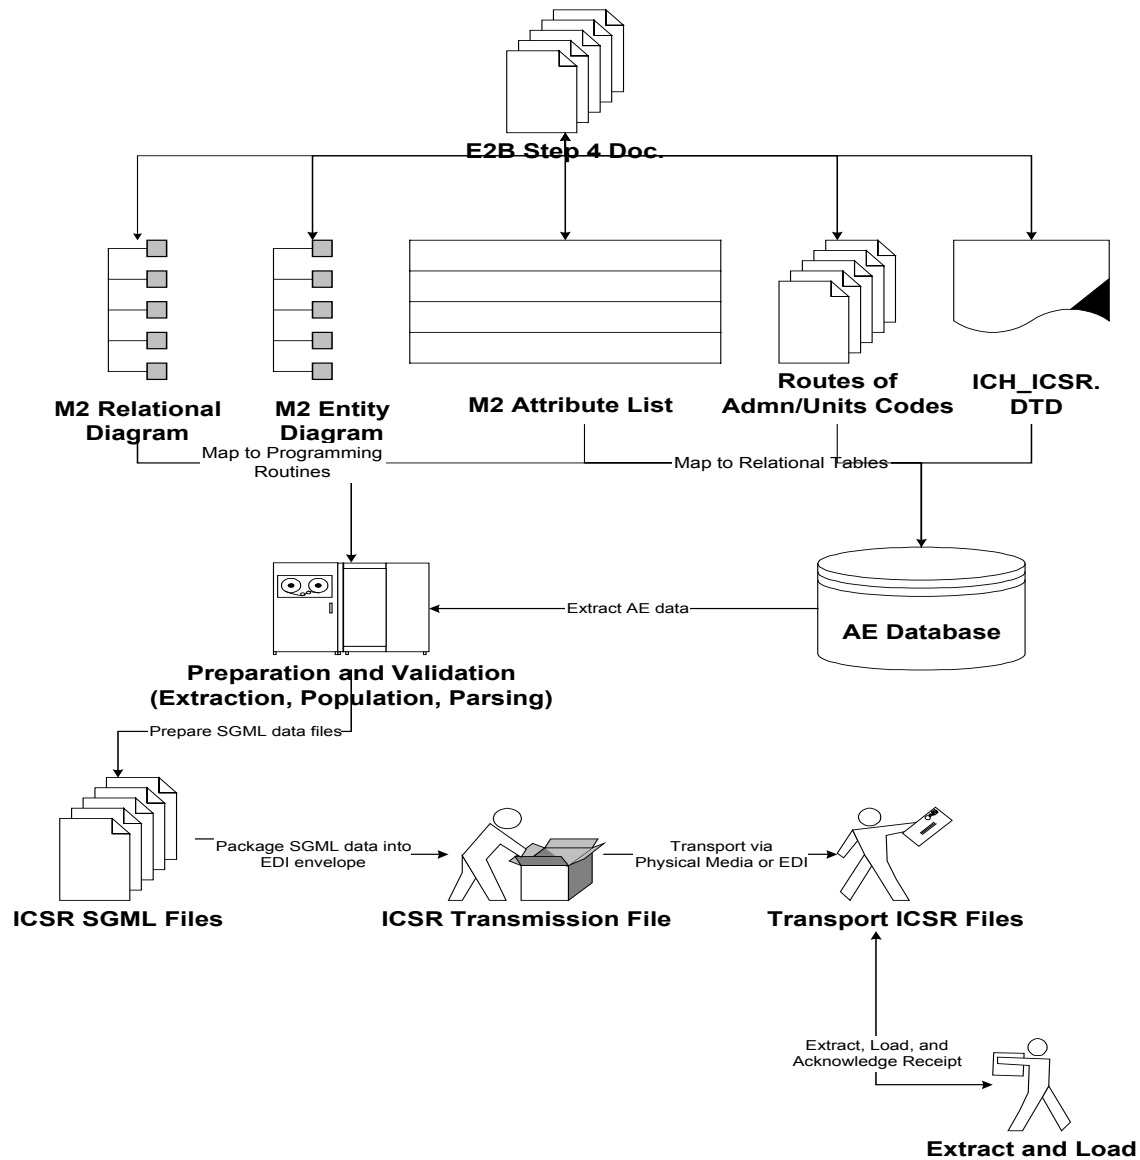 E2B Step 4 Doc.
M2 Relational
Diagram
M2 Entity
Diagram
M2 Attribute List
Routes of
Admn/Units Codes
ICH_ICSR.
DTD
Map to Programming
Routines
Map to Relational Tables
Extract AE data
AE Database
Preparation and Validation
(Extraction, Population, Parsing)
Prepare SGML data files
Package SGML data into
EDI envelope
Transport via
Physical Media or EDI
ICSR SGML Files
ICSR Transmission File
Transport ICSR Files
Extract, Load, and
Acknowledge Receipt
Extract and Load